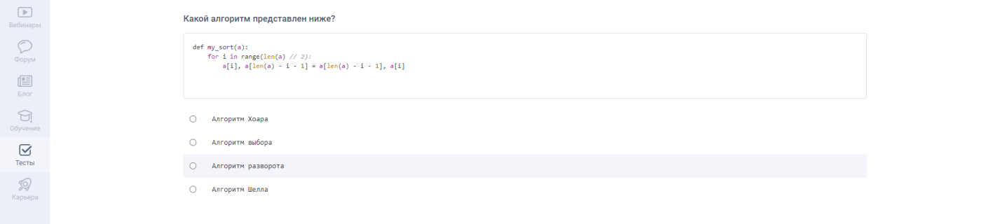 Вебинары
Форум
Блог
Обучение
Тесты
Карьера
Какой алгоритм представлен ниже?
def my_sort(a):
    for i in range(len(a) // 2):
        a[i], a[len(a) - i - 1] = a[len(a) - i - 1], a[i]
Алгоритм Хоара
Алгоритм выбора
Алгоритм разворота
Алгоритм Шелла